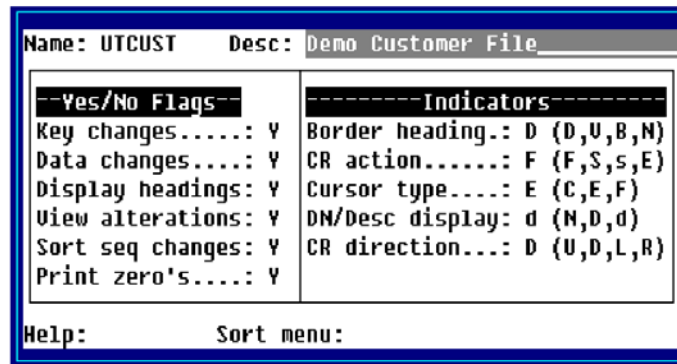 Name: UTCUST    Desc: Demo Customer File_____________
--Yes/No Flags--    ---------Indicators---------
Key changes.....: Y    Border heading.: D (D,V,B,N)
Data changes....: Y    CR action......: F (F,S,s,E)
Display headings: Y    Cursor type....: E (C,E,F)
View alterations: Y    DN/Desc display: d (N,D,d)
Sort seq changes: Y    CR direction...: D (U,D,L,R)
Print zero's....: Y
Help:           Sort menu: